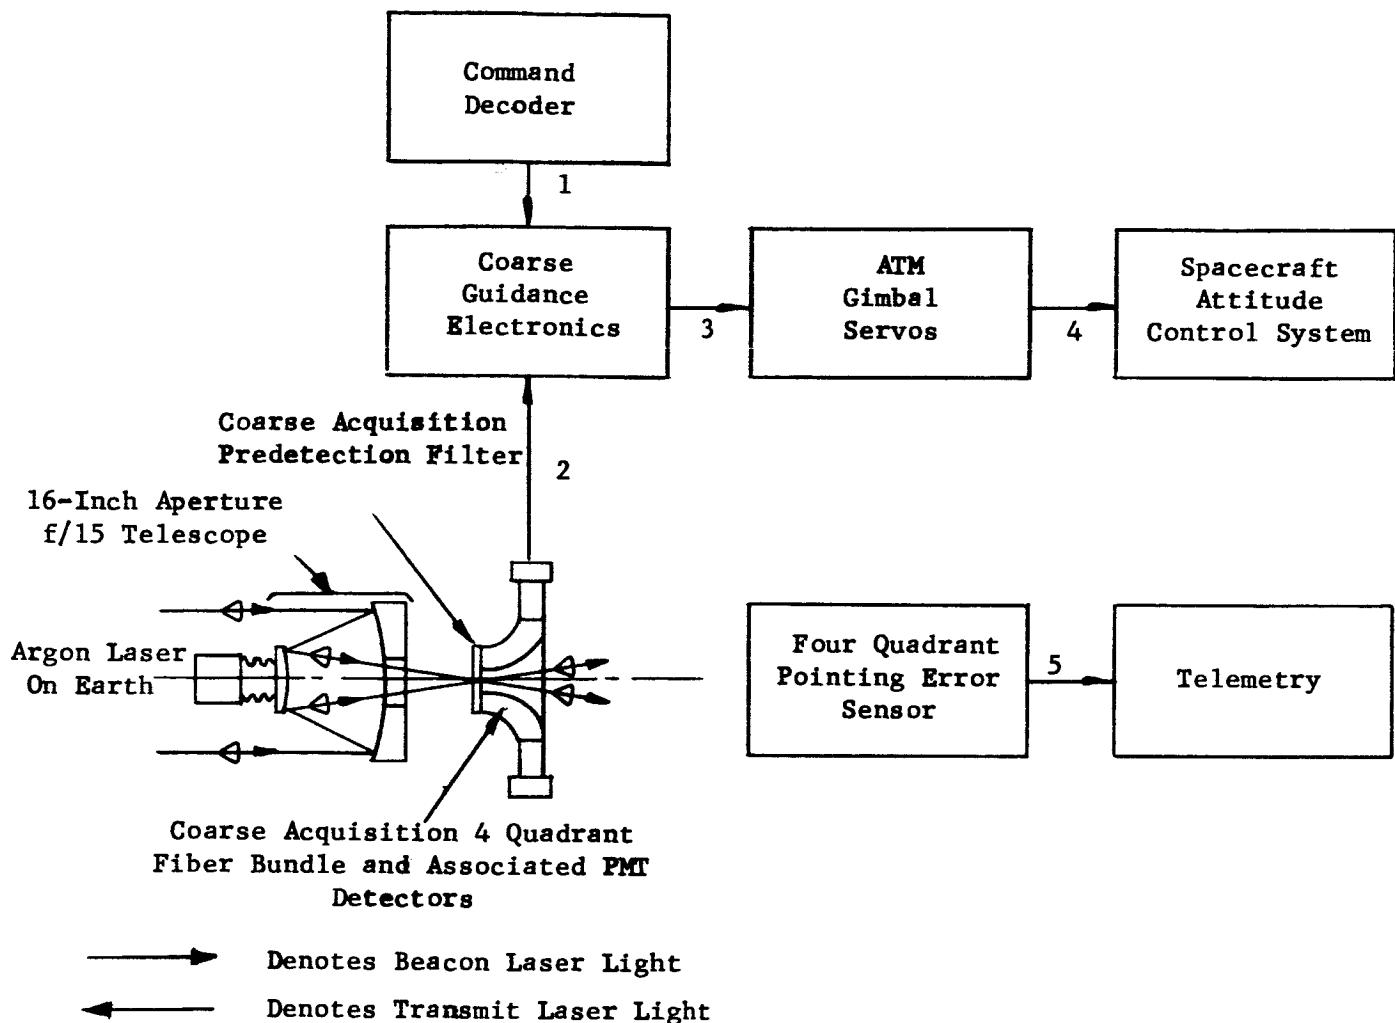 Command
Decoder
1
Coarse
Guidance
Electronics
3
ATM
Gimbal
Servos
4
Spacecraft
Attitude
Control System
Coarse Acquisition
Predetection Filter
2
16-Inch Aperture
f/15 Telescope
Argon Laser
On Earth
Four Quadrant
Pointing Error
Sensor
5
Telemetry
Coarse Acquisition 4 Quadrant
Fiber Bundle and Associated PMT
Detectors
Denotes Beacon Laser Light
Denotes Transmit Laser Light